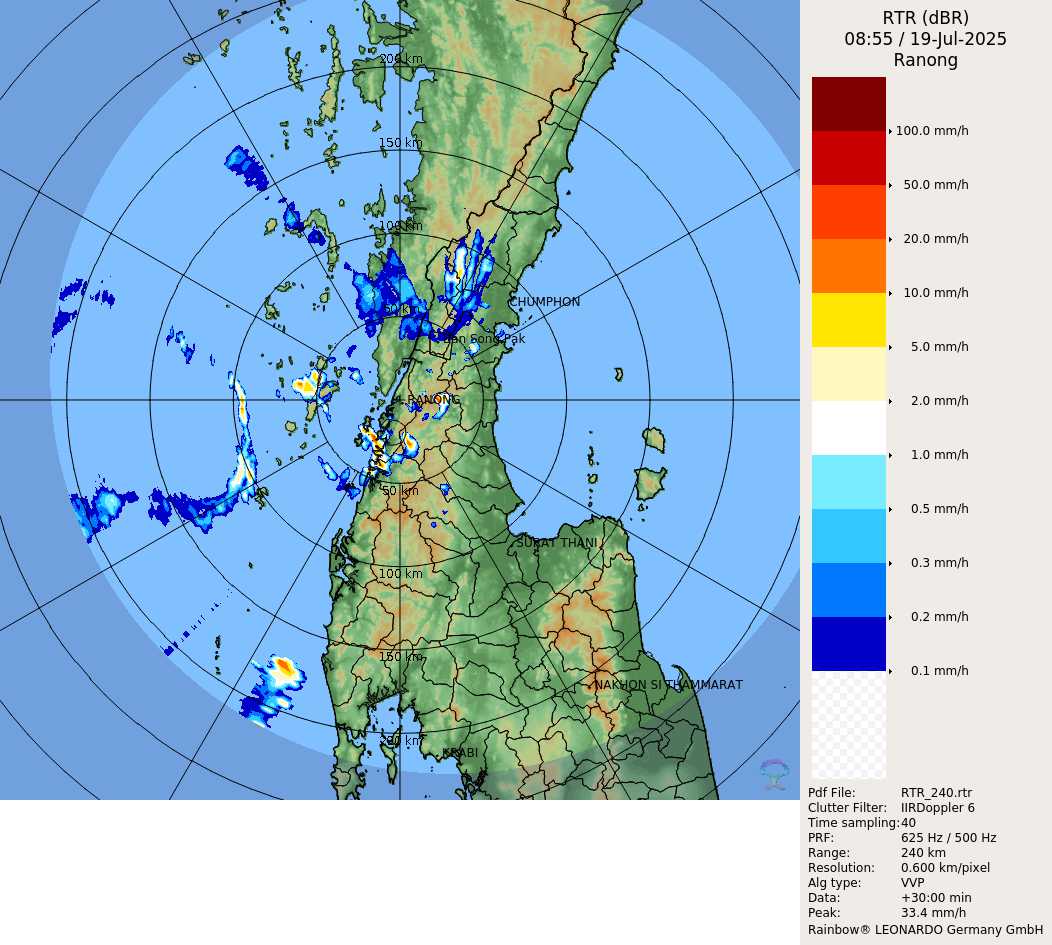 RTR (dBR)
08:55 / 19-Jul-2025
Ranong
100.0 mm/h
50.0 mm/h
20.0 mm/h
10.0 mm/h
5.0 mm/h
2.0 mm/h
1.0 mm/h
0.5 mm/h
0.3 mm/h
0.2 mm/h
0.1 mm/h
Pdf File: RTR_240.rtr
Clutter Filter: IIRDoppler 6
Time sampling: 40
PRF: 625 Hz / 500 Hz
Range: 240 km
Resolution: 0.600 km/pixel
Alg type: VVP
Data: +30:00 min
Peak: 33.4 mm/h
Rainbow® LEONARDO Germany GmbH
200 km
150 km
100 km
CHUMPHON
50 km
Ban Song Pak
RANONG
50 km
SURAT THANI
100 km
150 km
NAKHON SI THAMMARAT
200 km
KRABI